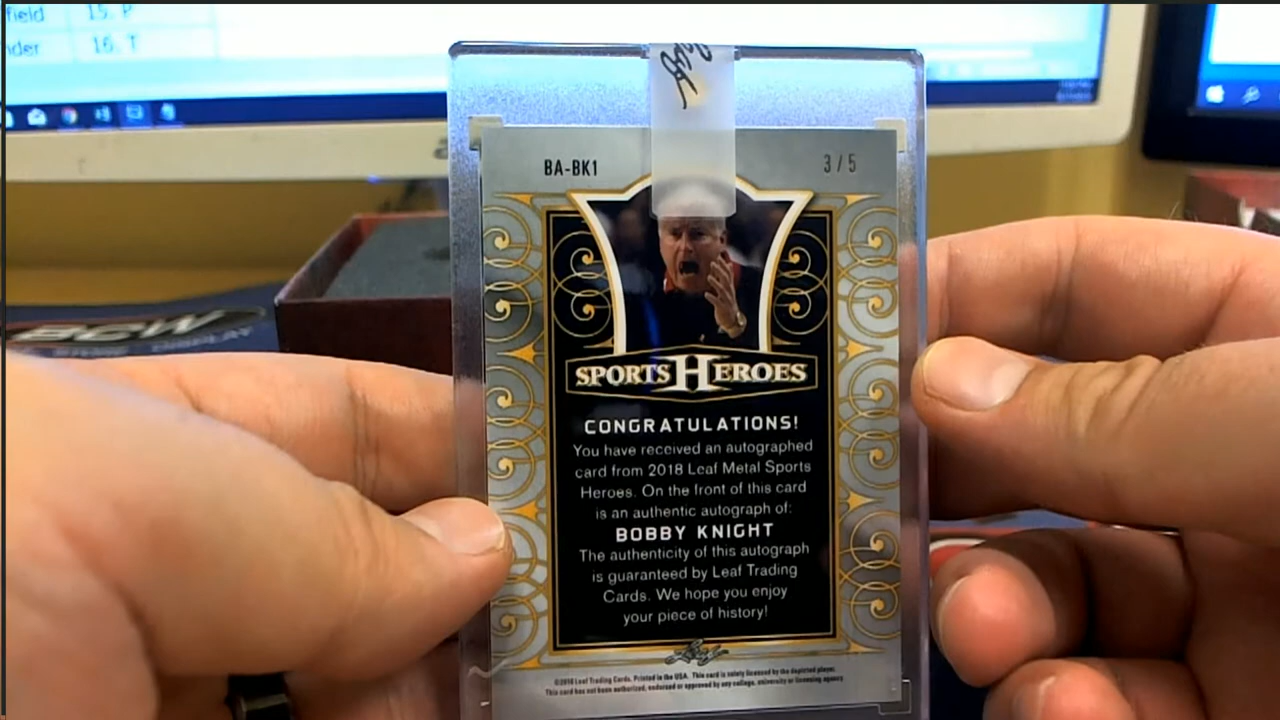 field 15. P
nder 16. T
BA-BK1
3 / 5
SPORTS HEROES
CONGRATULATIONS!
You have received an autographed
card from 2018 Leaf Metal Sports
Heroes. On the front of this card
is an authentic autograph of:
BOBBY KNIGHT
The authenticity of this autograph
is guaranteed by Leaf Trading
Cards. We hope you enjoy
your piece of history!
Leaf
©2018 Leaf Trading Cards. Printed in the USA. This card is solely licensed by the depicted player.
This card has not been authorized, endorsed or approved by any college, university or licensing agency
BCW
DISPLAY